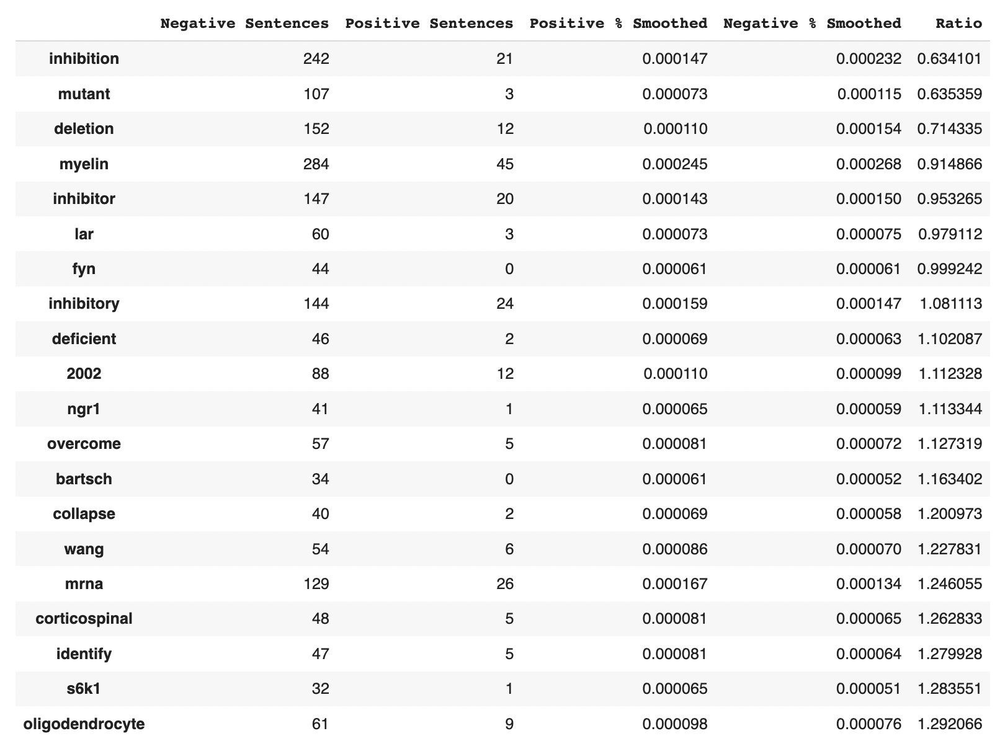 Negative Sentences Positive Sentences Positive % Smoothed Negative % Smoothed Ratio
inhibition 242 21 0.000147 0.000232 0.634101
mutant 107 3 0.000073 0.000115 0.635359
deletion 152 12 0.000110 0.000154 0.714335
myelin 284 45 0.000245 0.000268 0.914866
inhibitor 147 20 0.000143 0.000150 0.953265
lar 60 3 0.000073 0.000075 0.979112
fyn 44 0 0.000061 0.000061 0.999242
inhibitory 144 24 0.000159 0.000147 1.081113
deficient 46 2 0.000069 0.000063 1.102087
2002 88 12 0.000110 0.000099 1.112328
ngr1 41 1 0.000065 0.000059 1.113344
overcome 57 5 0.000081 0.000072 1.127319
bartsch 34 0 0.000061 0.000052 1.163402
collapse 40 2 0.000069 0.000058 1.200973
wang 54 6 0.000086 0.000070 1.227831
mrna 129 26 0.000167 0.000134 1.246055
corticospinal 48 5 0.000081 0.000065 1.262833
identify 47 5 0.000081 0.000064 1.279928
s6k1 32 1 0.000065 0.000051 1.283551
oligodendrocyte 61 9 0.000098 0.000076 1.292066